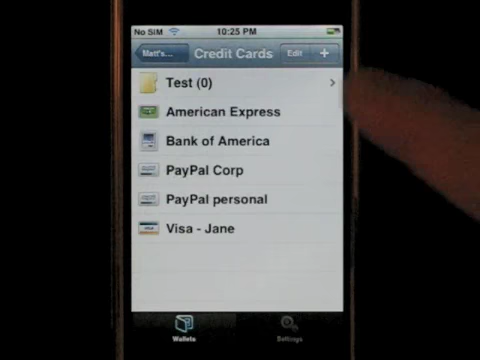 No SIM 10:25 PM
Matt's... Credit Cards Edit +
Test (0)
American Express
Bank of America
PayPal Corp
PayPal personal
VISA Visa - Jane
Wallets Settings